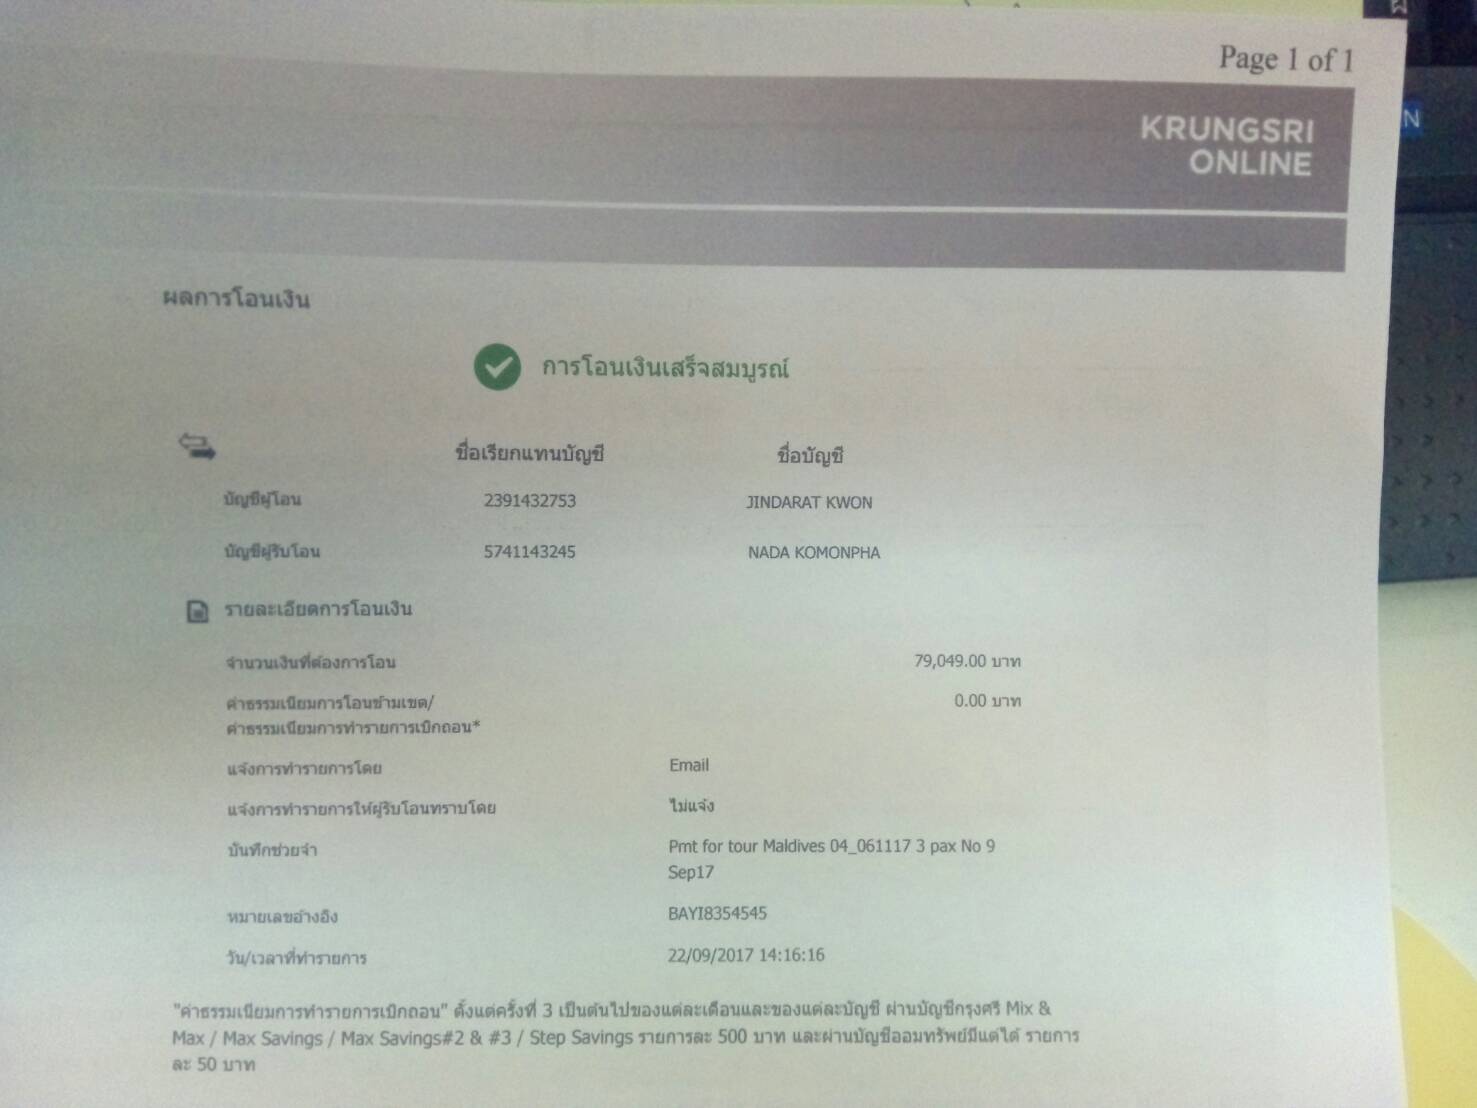 Page 1 of 1
KRUNGSRI
ONLINE
ผลการโอนเงิน
การโอนเงินเสร็จสมบูรณ์
ชื่อเรียกแทนบัญชี ชื่อบัญชี
บัญชีผู้โอน 2391432753 JINDARAT KWON
บัญชีผู้รับโอน 5741143245 NADA KOMONPHA
รายละเอียดการโอนเงิน
จำนวนเงินที่ต้องการโอน 79,049.00 บาท
ค่าธรรมเนียมการโอนข้ามเขต/ 0.00 บาท
ค่าธรรมเนียมการทำรายการเบิกถอน*
แจ้งการทำรายการโดย Email
แจ้งการทำรายการให้ผู้รับโอนทราบโดย ไม่แจ้ง
บันทึกช่วยจำ Pmt for tour Maldives 04_061117 3 pax No 9
Sep17
หมายเลขอ้างอิง BAYI8354545
วัน/เวลาที่ทำรายการ 22/09/2017 14:16:16
"ค่าธรรมเนียมการทำรายการเบิกถอน" ตั้งแต่ครั้งที่ 3 เป็นต้นไปของแต่ละเดือนและของแต่ละบัญชี ผ่านบัญชีกรุงศรี Mix &
Max / Max Savings / Max Savings#2 & #3 / Step Savings รายการละ 500 บาท และผ่านบัญชีออมทรัพย์มีแต่ได้ รายการ
ละ 50 บาท